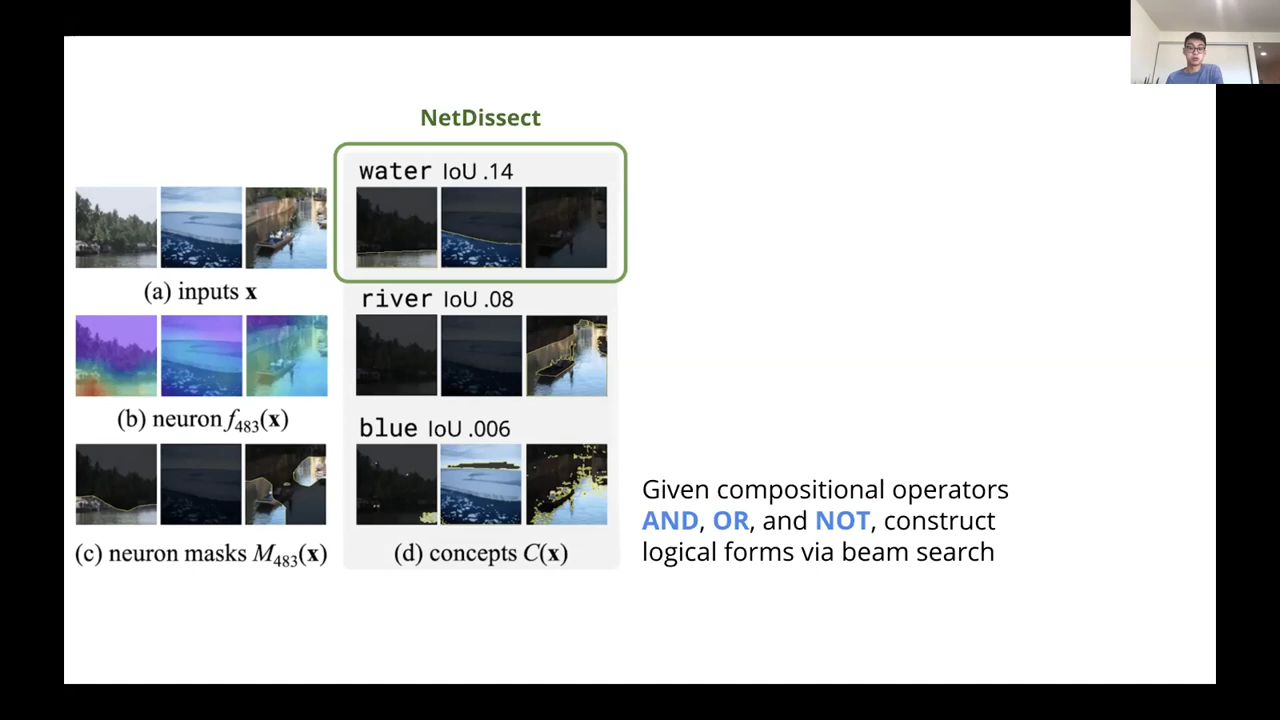 NetDissect
water IoU .14
(a) inputs x
river IoU .08
(b) neuron f₄₈₃(x)
blue IoU .006
(c) neuron masks M₄₈₃(x)
(d) concepts C(x)
Given compositional operators
AND, OR, and NOT, construct
logical forms via beam search